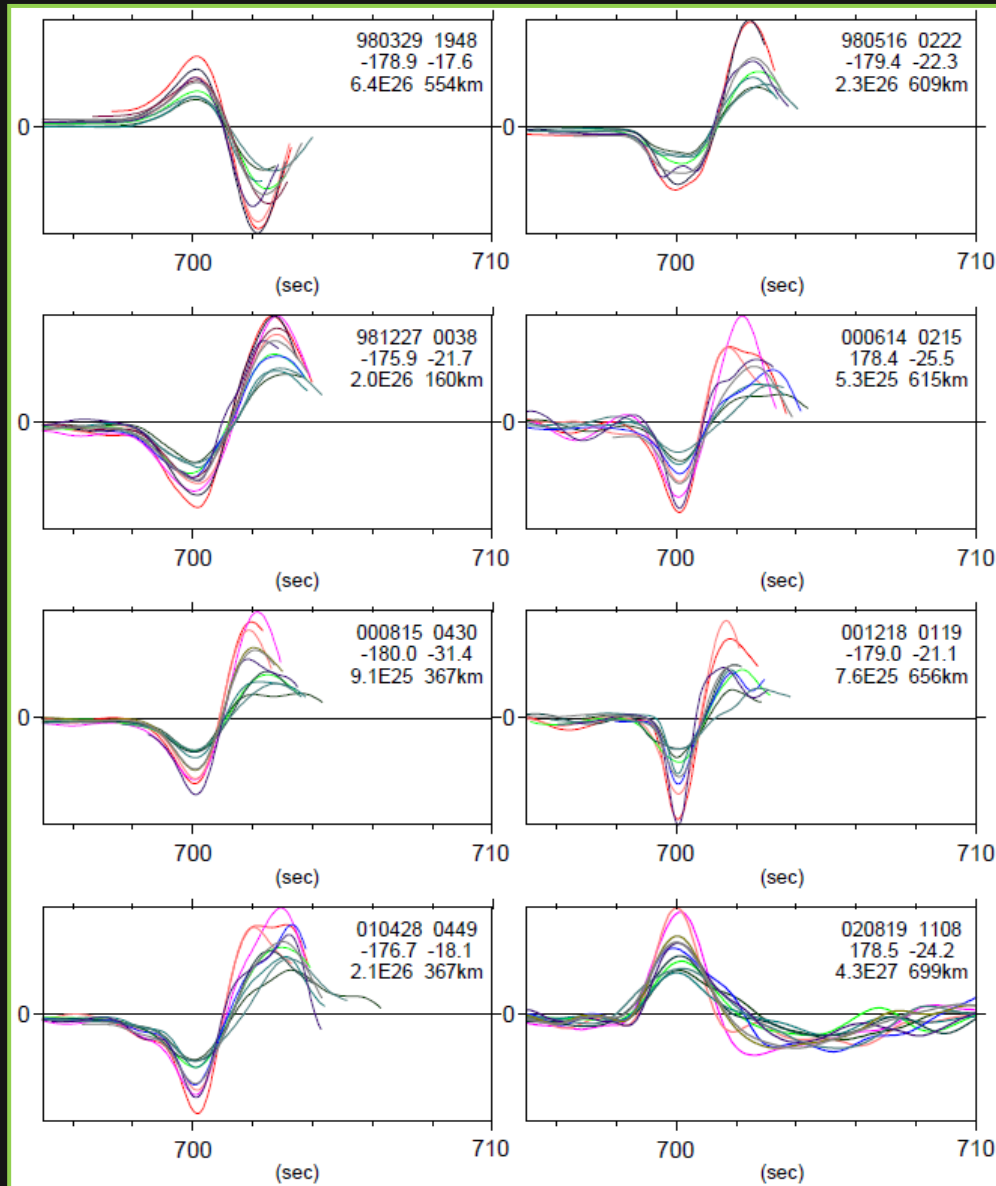 980329 1948
-178.9 -17.6
6.4E26 554km
0
700
710
(sec)
980516 0222
-179.4 -22.3
2.3E26 609km
0
700
710
(sec)
981227 0038
-175.9 -21.7
2.0E26 160km
0
700
710
(sec)
000614 0215
178.4 -25.5
5.3E25 615km
0
700
710
(sec)
000815 0430
-180.0 -31.4
9.1E25 367km
0
700
710
(sec)
001218 0119
-179.0 -21.1
7.6E25 656km
0
700
710
(sec)
010428 0449
-176.7 -18.1
2.1E26 367km
0
700
710
(sec)
020819 1108
178.5 -24.2
4.3E27 699km
0
700
710
(sec)